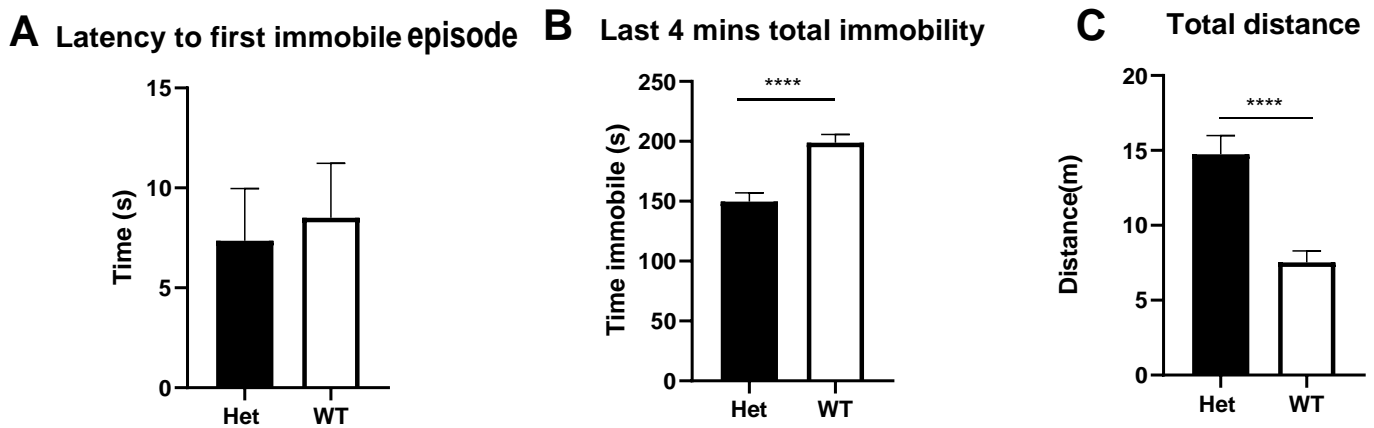 A Latency to first immobile episode
15
10
5
0
Time (s)
Het WT
B Last 4 mins total immobility
250
200
150
100
50
0
Time immobile (s)
****
Het WT
C Total distance
20
15
10
5
0
Distance(m)
****
Het WT